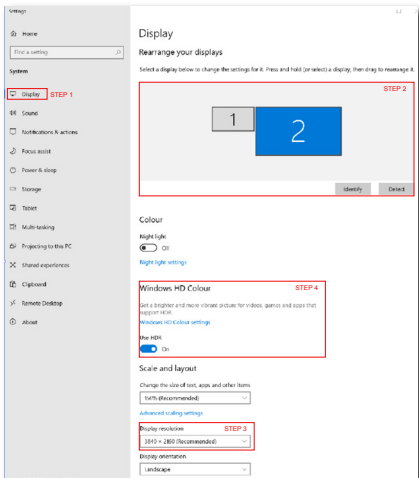 Settings
Home
Find a setting
System
Display STEP 1
Sound
Notifications & actions
Focus assist
Power & sleep
Storage
Tablet
Multi-tasking
Projecting to this PC
Shared experiences
Clipboard
Remote Desktop
About
Display
Rearrange your displays
Select a display below to change the settings for it. Press and hold (or select) a display, then drag to rearrange it.
STEP 2
1
2
Identify Detect
Colour
Night light
Off
Night light settings
Windows HD Colour STEP 4
Get a brighter and more vibrant picture for videos, games and apps that
support HDR.
Windows HD Colour settings
Use HDR
On
Scale and layout
Change the size of text, apps and other items
150% (Recommended)
Advanced scaling settings
Display resolution STEP 3
3840 × 2160 (Recommended)
Display orientation
Landscape